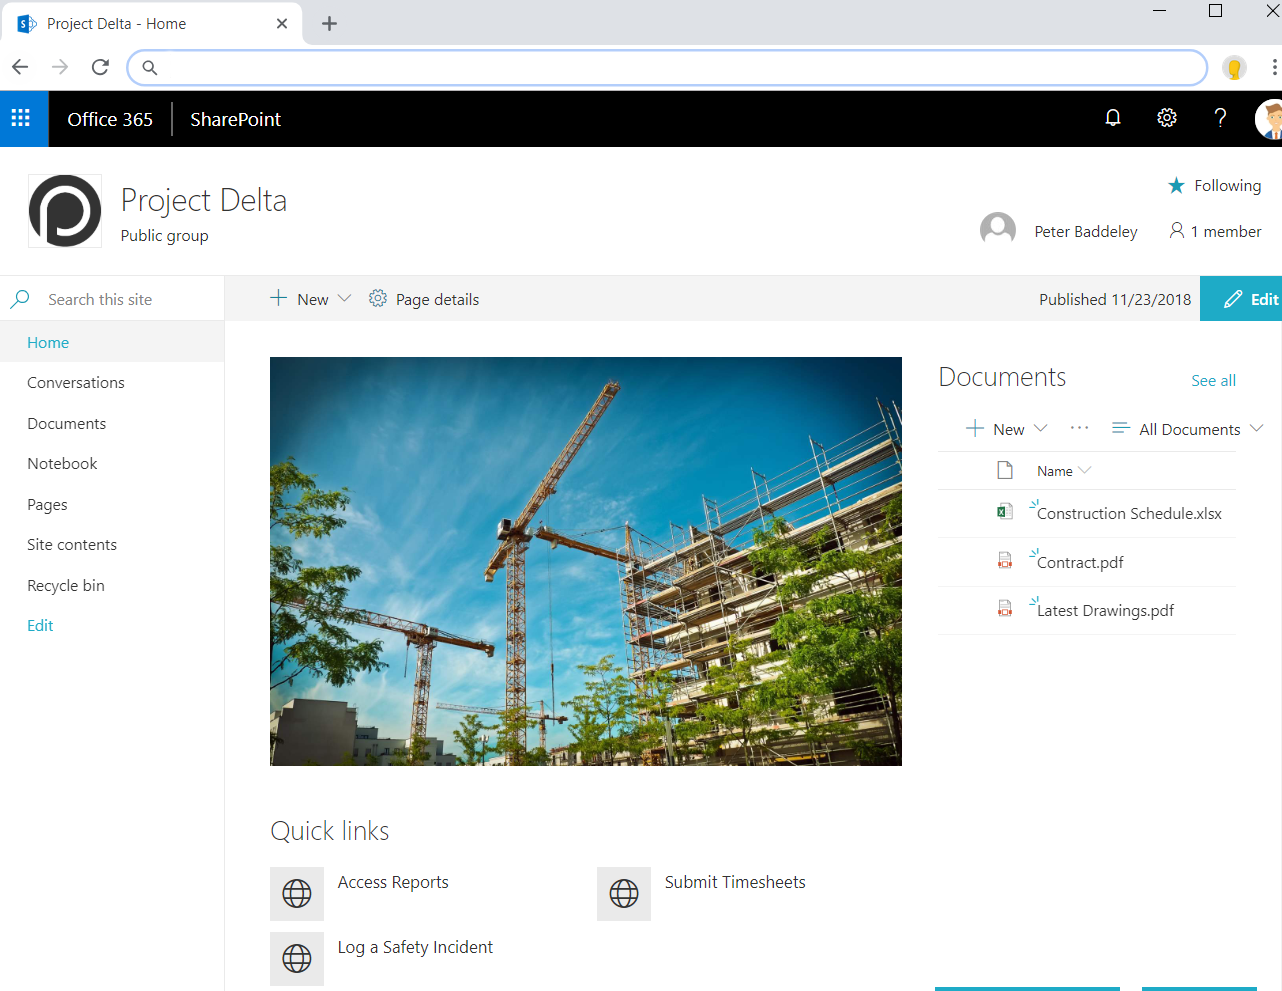 Project Delta - Home
Office 365
SharePoint
Project Delta
Public group
Following
Peter Baddeley
1 member
Search this site
New
Page details
Published 11/23/2018
Edit
Home
Conversations
Documents
Notebook
Pages
Site contents
Recycle bin
Edit
Documents
See all
New
All Documents
Name
Construction Schedule.xlsx
Contract.pdf
Latest Drawings.pdf
Quick links
Access Reports
Submit Timesheets
Log a Safety Incident